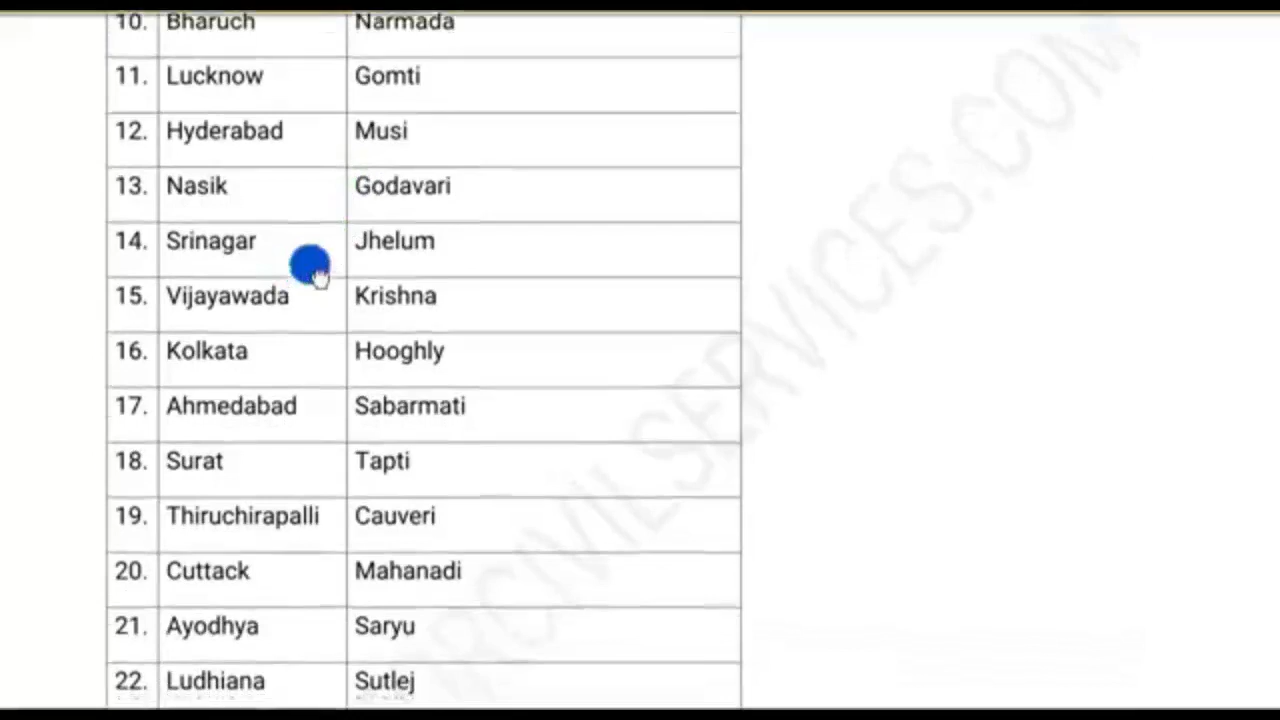 10. Bharuch Narmada
11. Lucknow Gomti
12. Hyderabad Musi
13. Nasik Godavari
14. Srinagar Jhelum
15. Vijayawada Krishna
16. Kolkata Hooghly
17. Ahmedabad Sabarmati
18. Surat Tapti
19. Thiruchirapalli Cauveri
20. Cuttack Mahanadi
21. Ayodhya Saryu
22. Ludhiana Sutlej
RCIVILSERVICES.COM